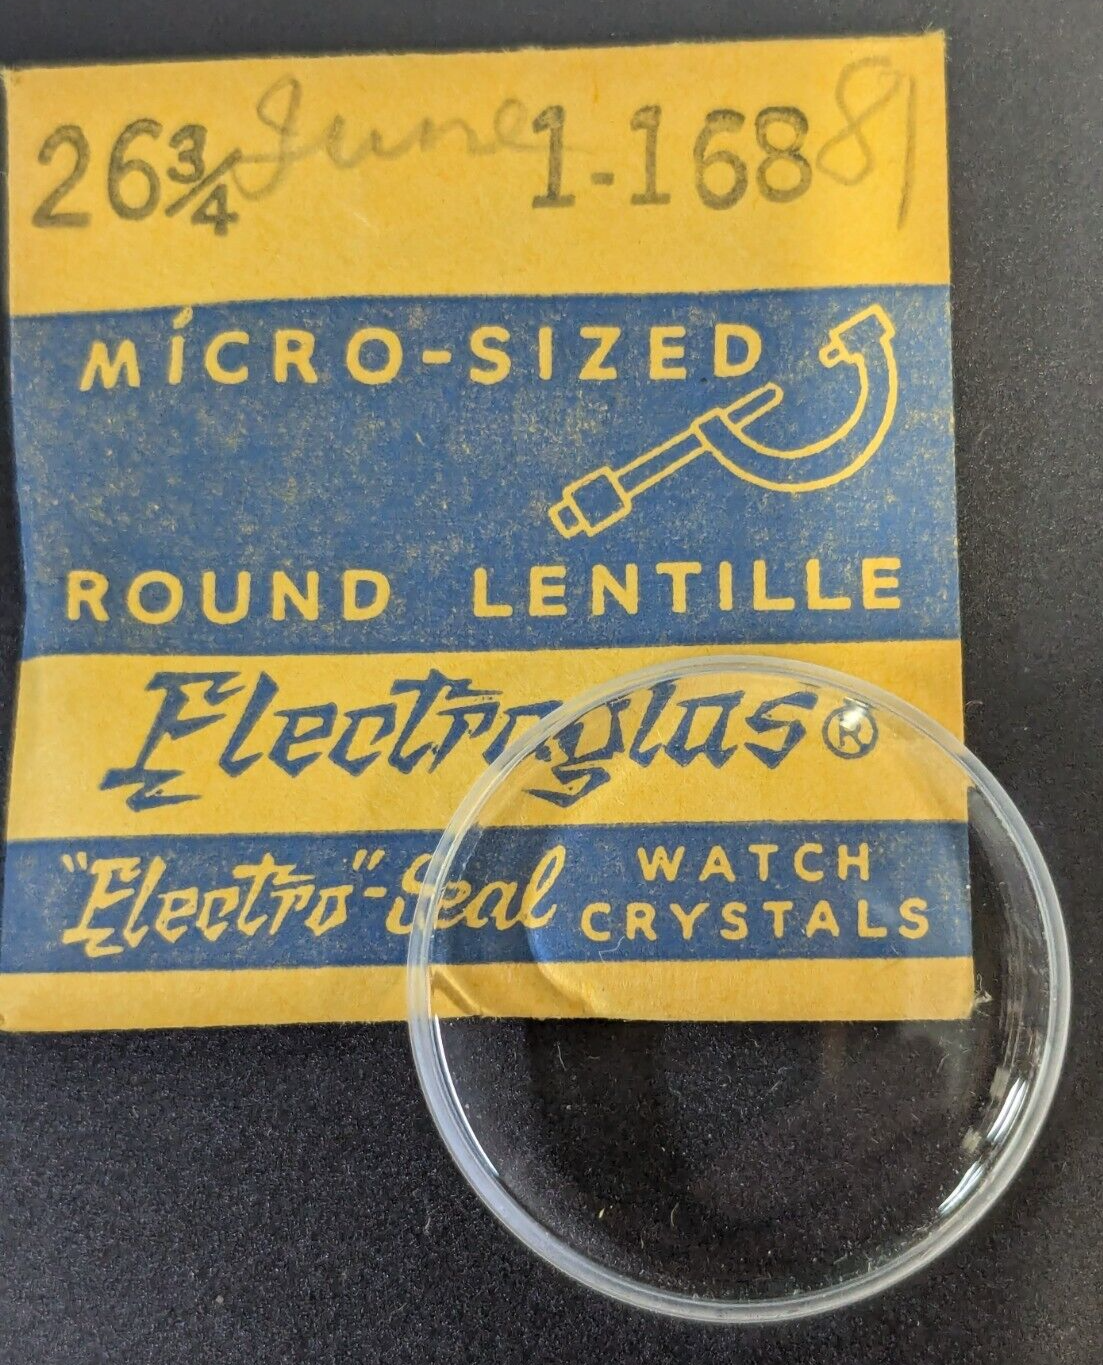 26¾ June 1-168 81
MiCRO-SIZED
ROUND LENTILLE
Electroglas®
"Electro"-Seal WATCH
CRYSTALS